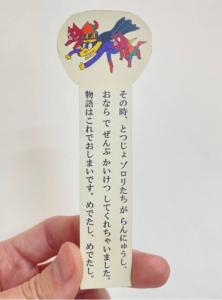 その時、とつじょ ゾロリたち が らんにゅうし、
おなら で ぜんぶ かいけつ してくれちゃいました。
物語はこれでおしまいです。めでたし、めでたし。